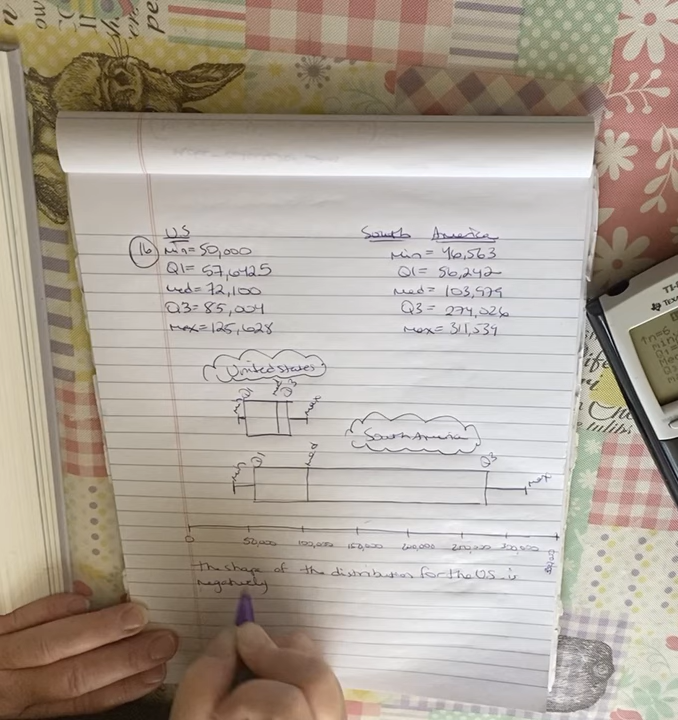 US
16 Min = 50,000
Q1 = 57,6425
Med = 72,100
Q3 = 85,004
Max = 125,628
South America
Min = 46,563
Q1 = 56,242
Med = 103,979
Q3 = 274,026
Max = 311,539
United States
Min Q1 Med Q3 Max
South America
Min Q1 Med Q3 Max
0 50,000 100,000 150,000 200,000 250,000 300,000
The shape of the distribution for the US is
negatively